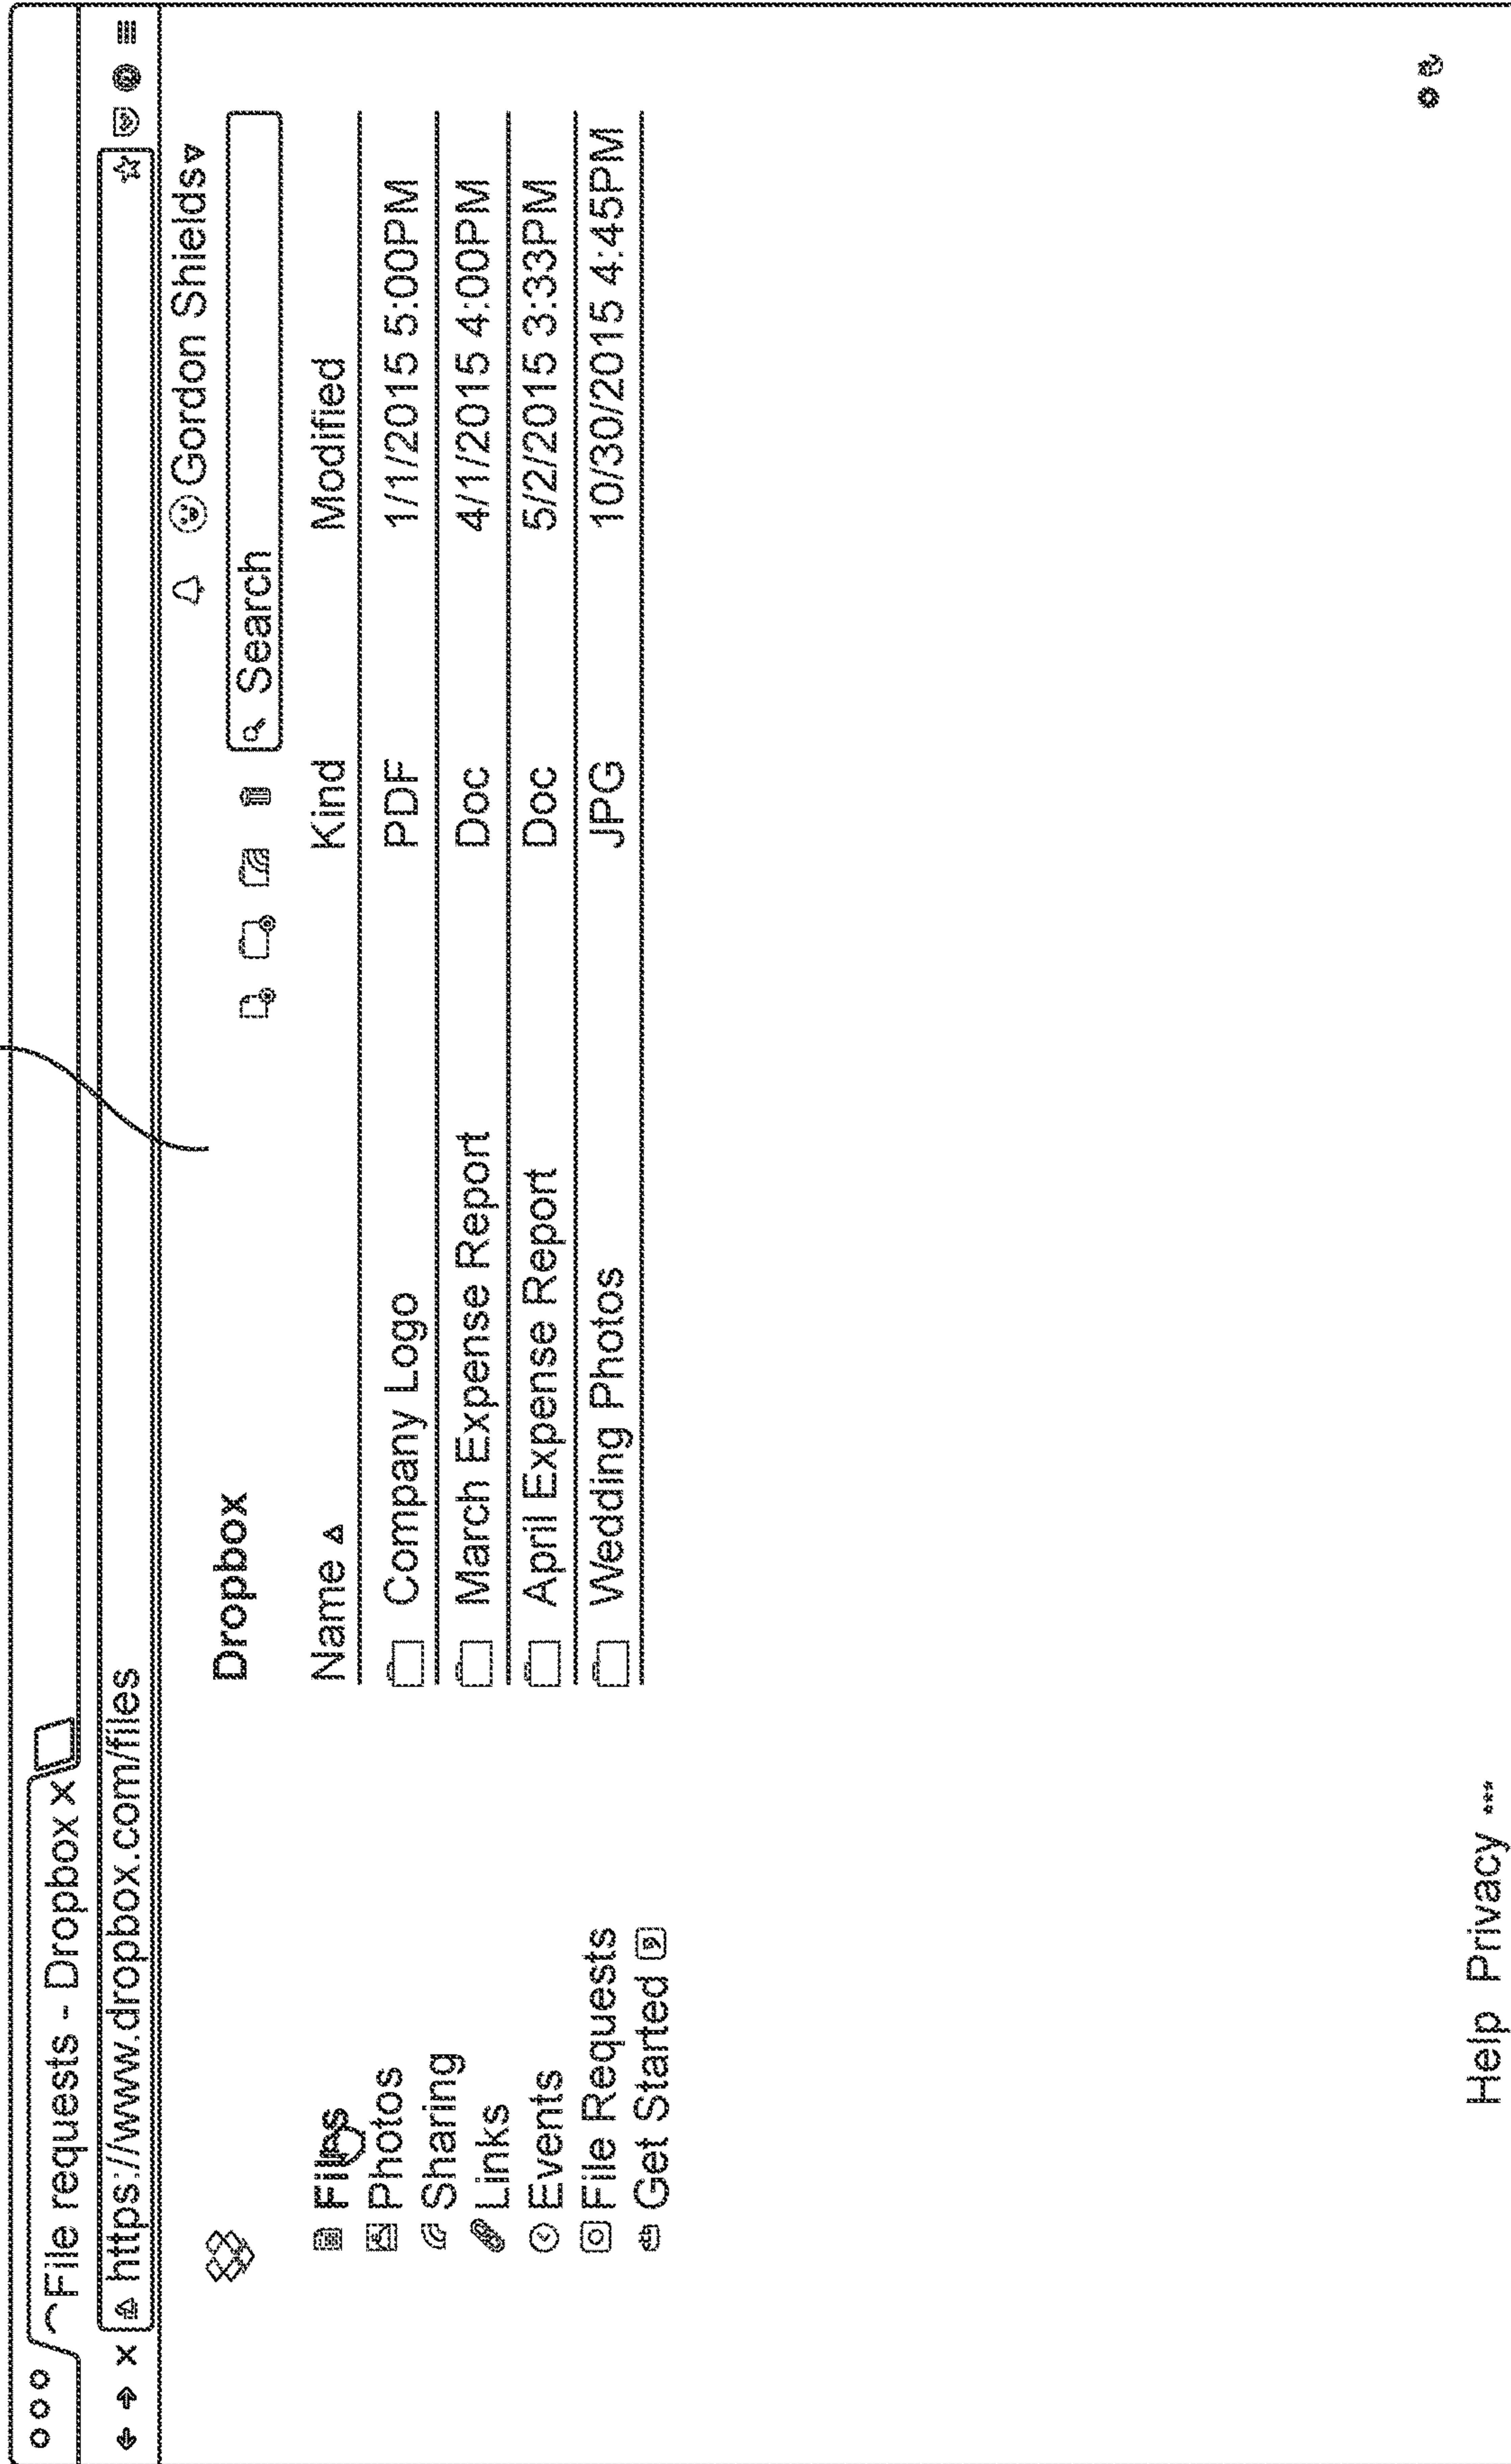 File requests - Dropbox x
https://www.dropbox.com/files
Gordon Shields
Dropbox
Search
Name Kind Modified
Company Logo PDF 1/1/2015 5:00PM
March Expense Report Doc 4/1/2015 4:00PM
April Expense Report Doc 5/2/2015 3:33PM
Wedding Photos JPG 10/30/2015 4:45PM
Files
Photos
Sharing
Links
Events
File Requests
Get Started
Help Privacy